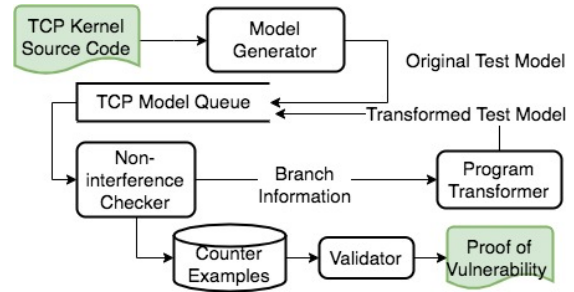 TCP Kernel
Source Code
Model
Generator
Original Test Model
TCP Model Queue
Transformed Test Model
Non-
interference
Checker
Branch
Information
Program
Transformer
Counter
Examples
Validator
Proof of
Vulnerability